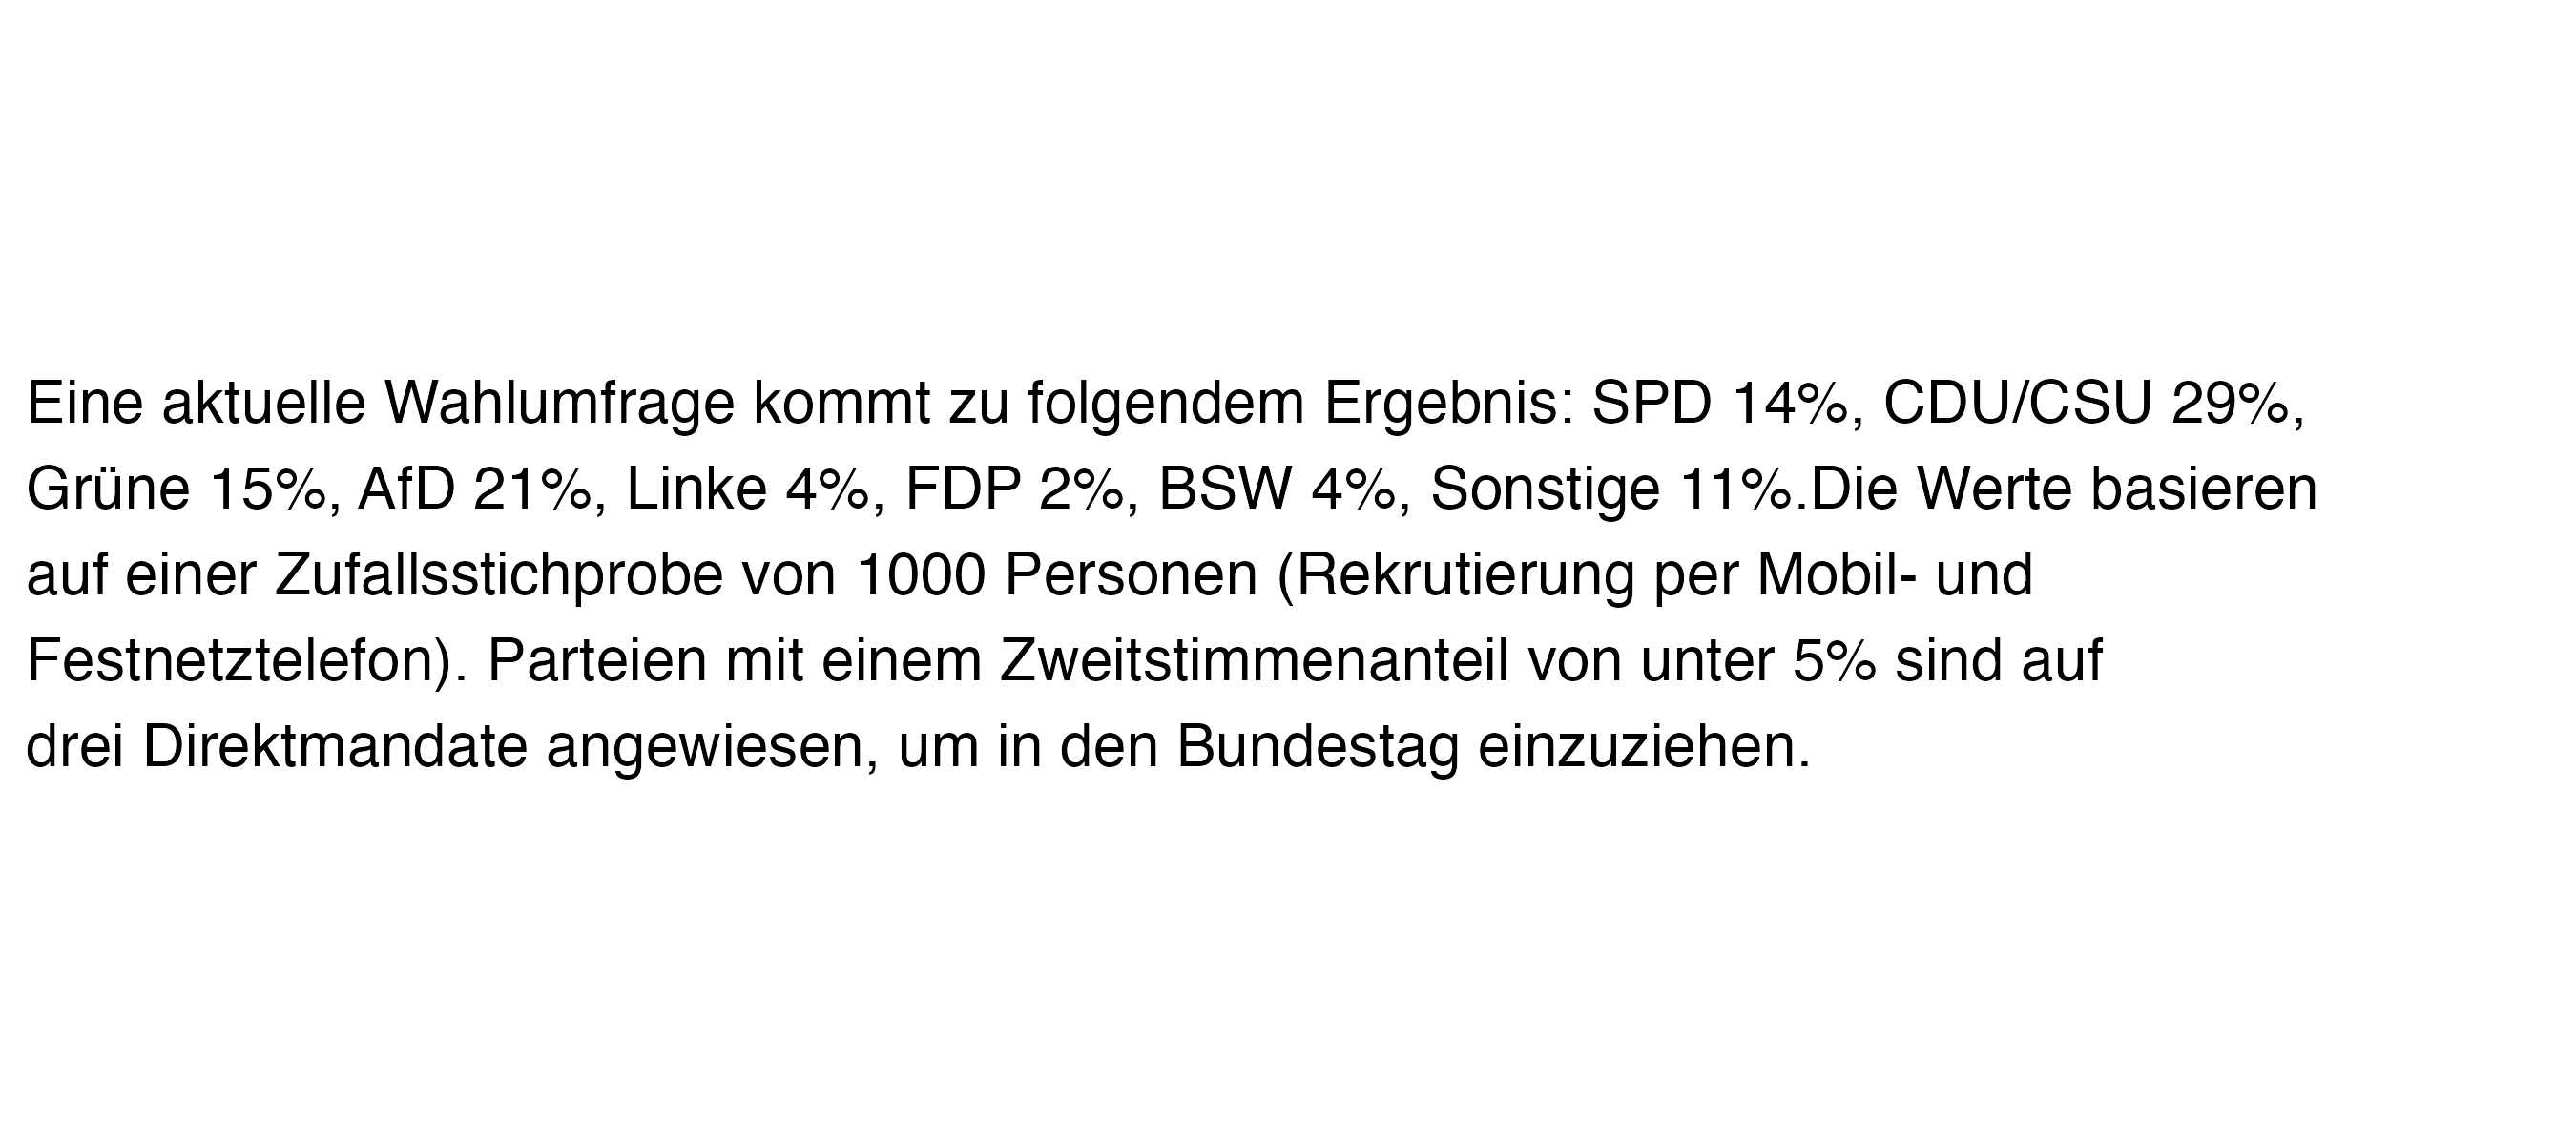 Eine aktuelle Wahlumfrage kommt zu folgendem Ergebnis: SPD 14%, CDU/CSU 29%,
Grüne 15%, AfD 21%, Linke 4%, FDP 2%, BSW 4%, Sonstige 11%.Die Werte basieren
auf einer Zufallsstichprobe von 1000 Personen (Rekrutierung per Mobil- und
Festnetztelefon). Parteien mit einem Zweitstimmenanteil von unter 5% sind auf
drei Direktmandate angewiesen, um in den Bundestag einzuziehen.